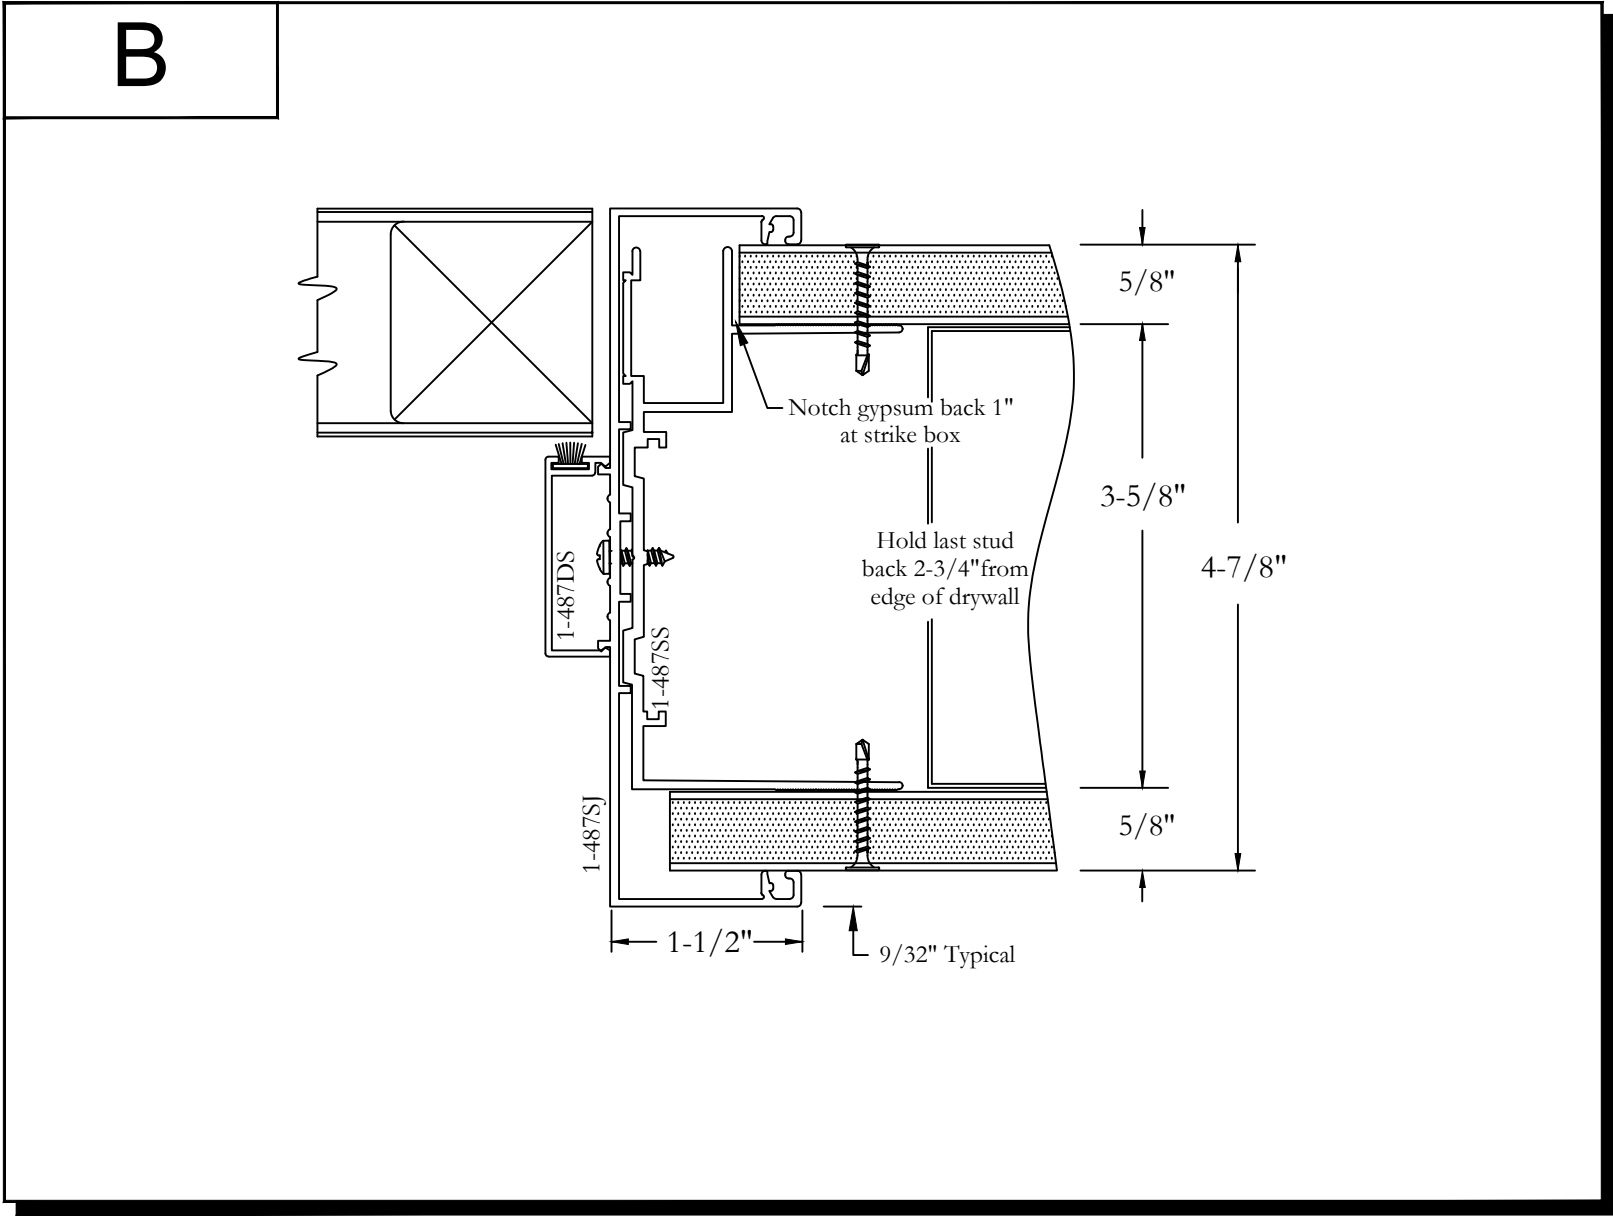 B
5/8"
Notch gypsum back 1"
at strike box
3-5/8"
Hold last stud
back 2-3/4"from
edge of drywall
4-7/8"
1-487DS
1-487SS
1-487SJ
5/8"
1-1/2"
9/32" Typical